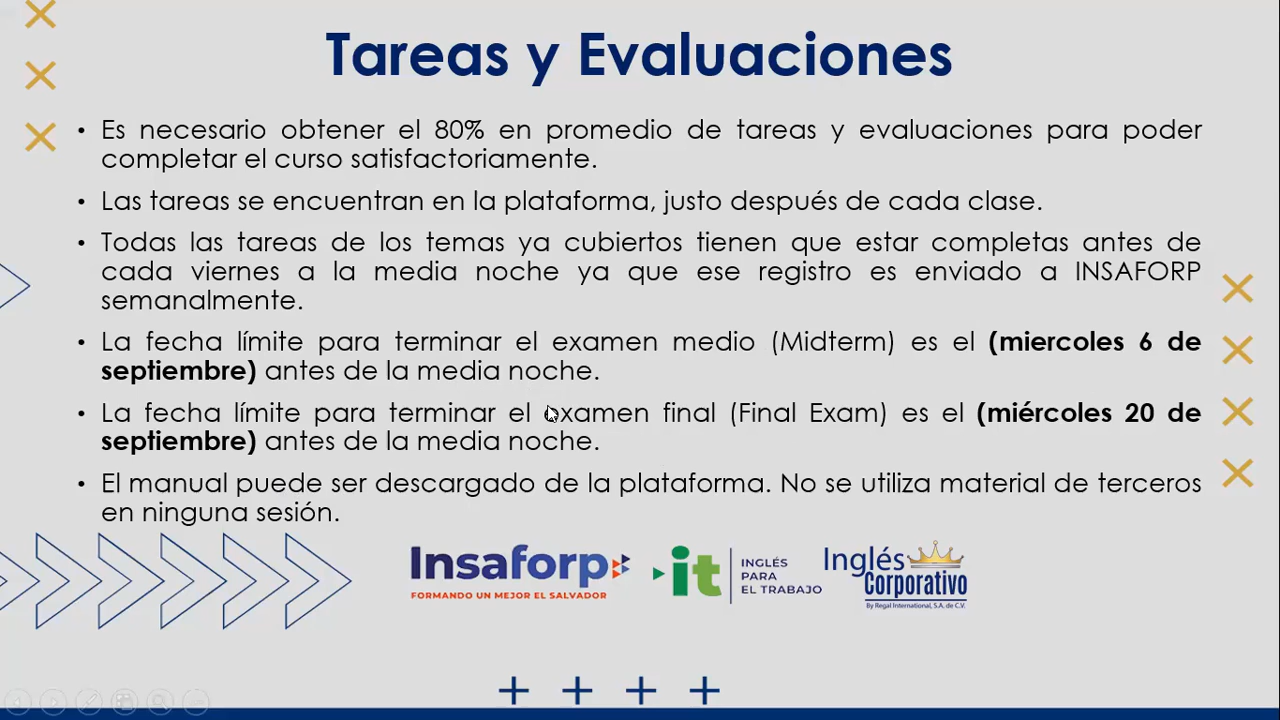 Tareas y Evaluaciones
• Es necesario obtener el 80% en promedio de tareas y evaluaciones para poder
completar el curso satisfactoriamente.
• Las tareas se encuentran en la plataforma, justo después de cada clase.
• Todas las tareas de los temas ya cubiertos tienen que estar completas antes de
cada viernes a la media noche ya que ese registro es enviado a INSAFORP
semanalmente.
• La fecha límite para terminar el examen medio (Midterm) es el (miercoles 6 de
septiembre) antes de la media noche.
• La fecha límite para terminar el examen final (Final Exam) es el (miércoles 20 de
septiembre) antes de la media noche.
• El manual puede ser descargado de la plataforma. No se utiliza material de terceros
en ninguna sesión.
Insaforp
FORMANDO UN MEJOR EL SALVADOR
it
INGLÉS
PARA
EL TRABAJO
Inglés
Corporativo
By Regal International, S.A. de C.V.